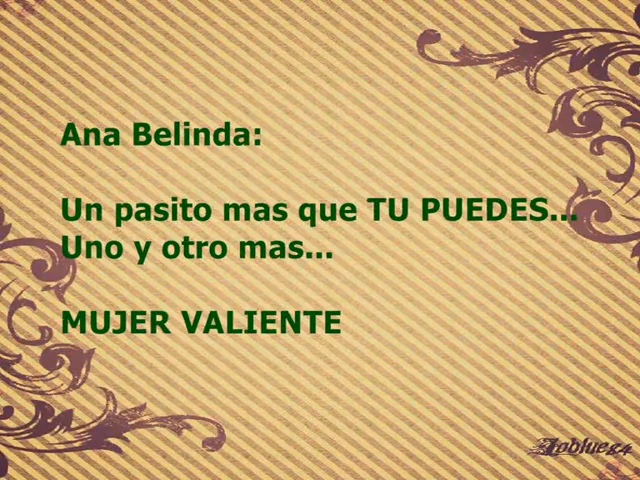 Ana Belinda:
Un pasito mas que TU PUEDES...
Uno y otro mas...
MUJER VALIENTE